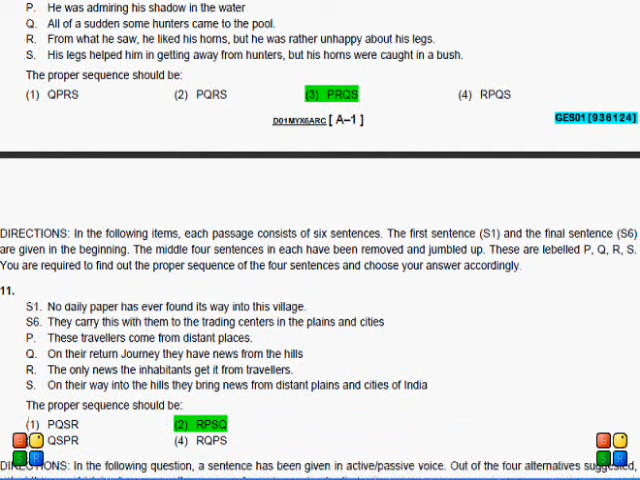 P. He was admiring his shadow in the water
Q. All of a sudden some hunters came to the pool.
R. From what he saw, he liked his horns, but he was rather unhappy about his legs.
S. His legs helped him in getting away from hunters, but his horns were caught in a bush.
The proper sequence should be:
(1) QPRS (2) PQRS (3) PRQS (4) RPQS
D01MYX6ARC [ A–1 ] GES01 [936124]
DIRECTIONS: In the following items, each passage consists of six sentences. The first sentence (S1) and the final sentence (S6)
are given in the beginning. The middle four sentences in each have been removed and jumbled up. These are lebelled P, Q, R, S.
You are required to find out the proper sequence of the four sentences and choose your answer accordingly.
11.
S1. No daily paper has ever found its way into this village.
S6. They carry this with them to the trading centers in the plains and cities
P. These travellers come from distant places.
Q. On their return Journey they have news from the hills
R. The only news the inhabitants get it from travellers.
S. On their way into the hills they bring news from distant plains and cities of India
The proper sequence should be:
(1) PQSR (2) RPSQ
QSPR (4) RQPS
In the following question, a sentence has been given in active/passive voice. Out of the four alternatives